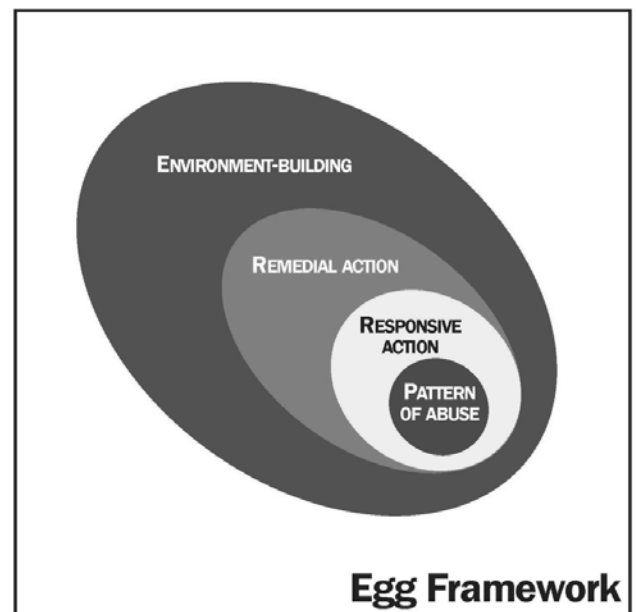 ENVIRONMENT-BUILDING
REMEDIAL ACTION
RESPONSIVE
ACTION
PATTERN
OF ABUSE
Egg Framework